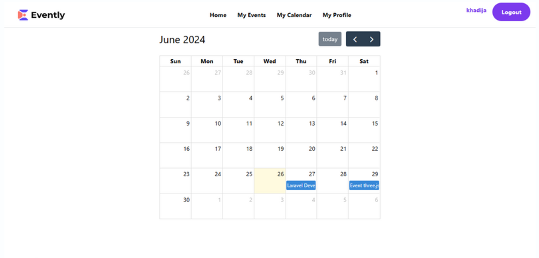 Evently
Home My Events My Calendar My Profile
khadija
Logout
June 2024
today
Sun Mon Tue Wed Thu Fri Sat
26 27 28 29 30 31 1
2 3 4 5 6 7 8
9 10 11 12 13 14 15
16 17 18 19 20 21 22
23 24 25 26 27 28 29
Laravel Deve
30 1 2 3 4 5 6